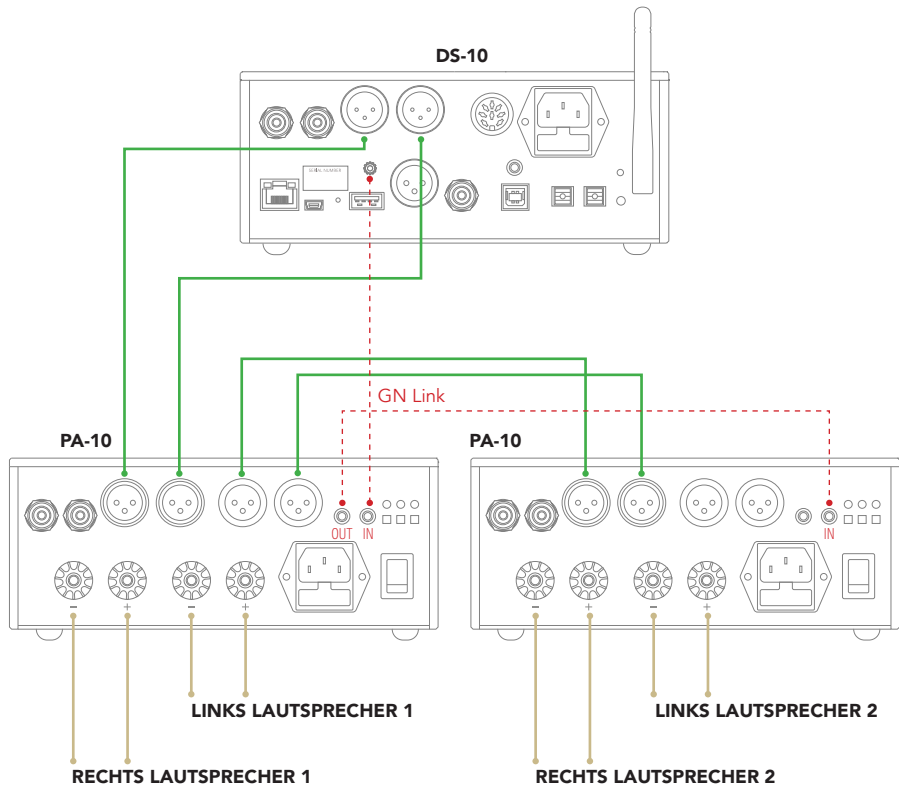 DS-10
SERIAL NUMBER
GN Link
PA-10
PA-10
OUT IN
IN
− + − +
− + − +
LINKS LAUTSPRECHER 1
LINKS LAUTSPRECHER 2
RECHTS LAUTSPRECHER 1
RECHTS LAUTSPRECHER 2